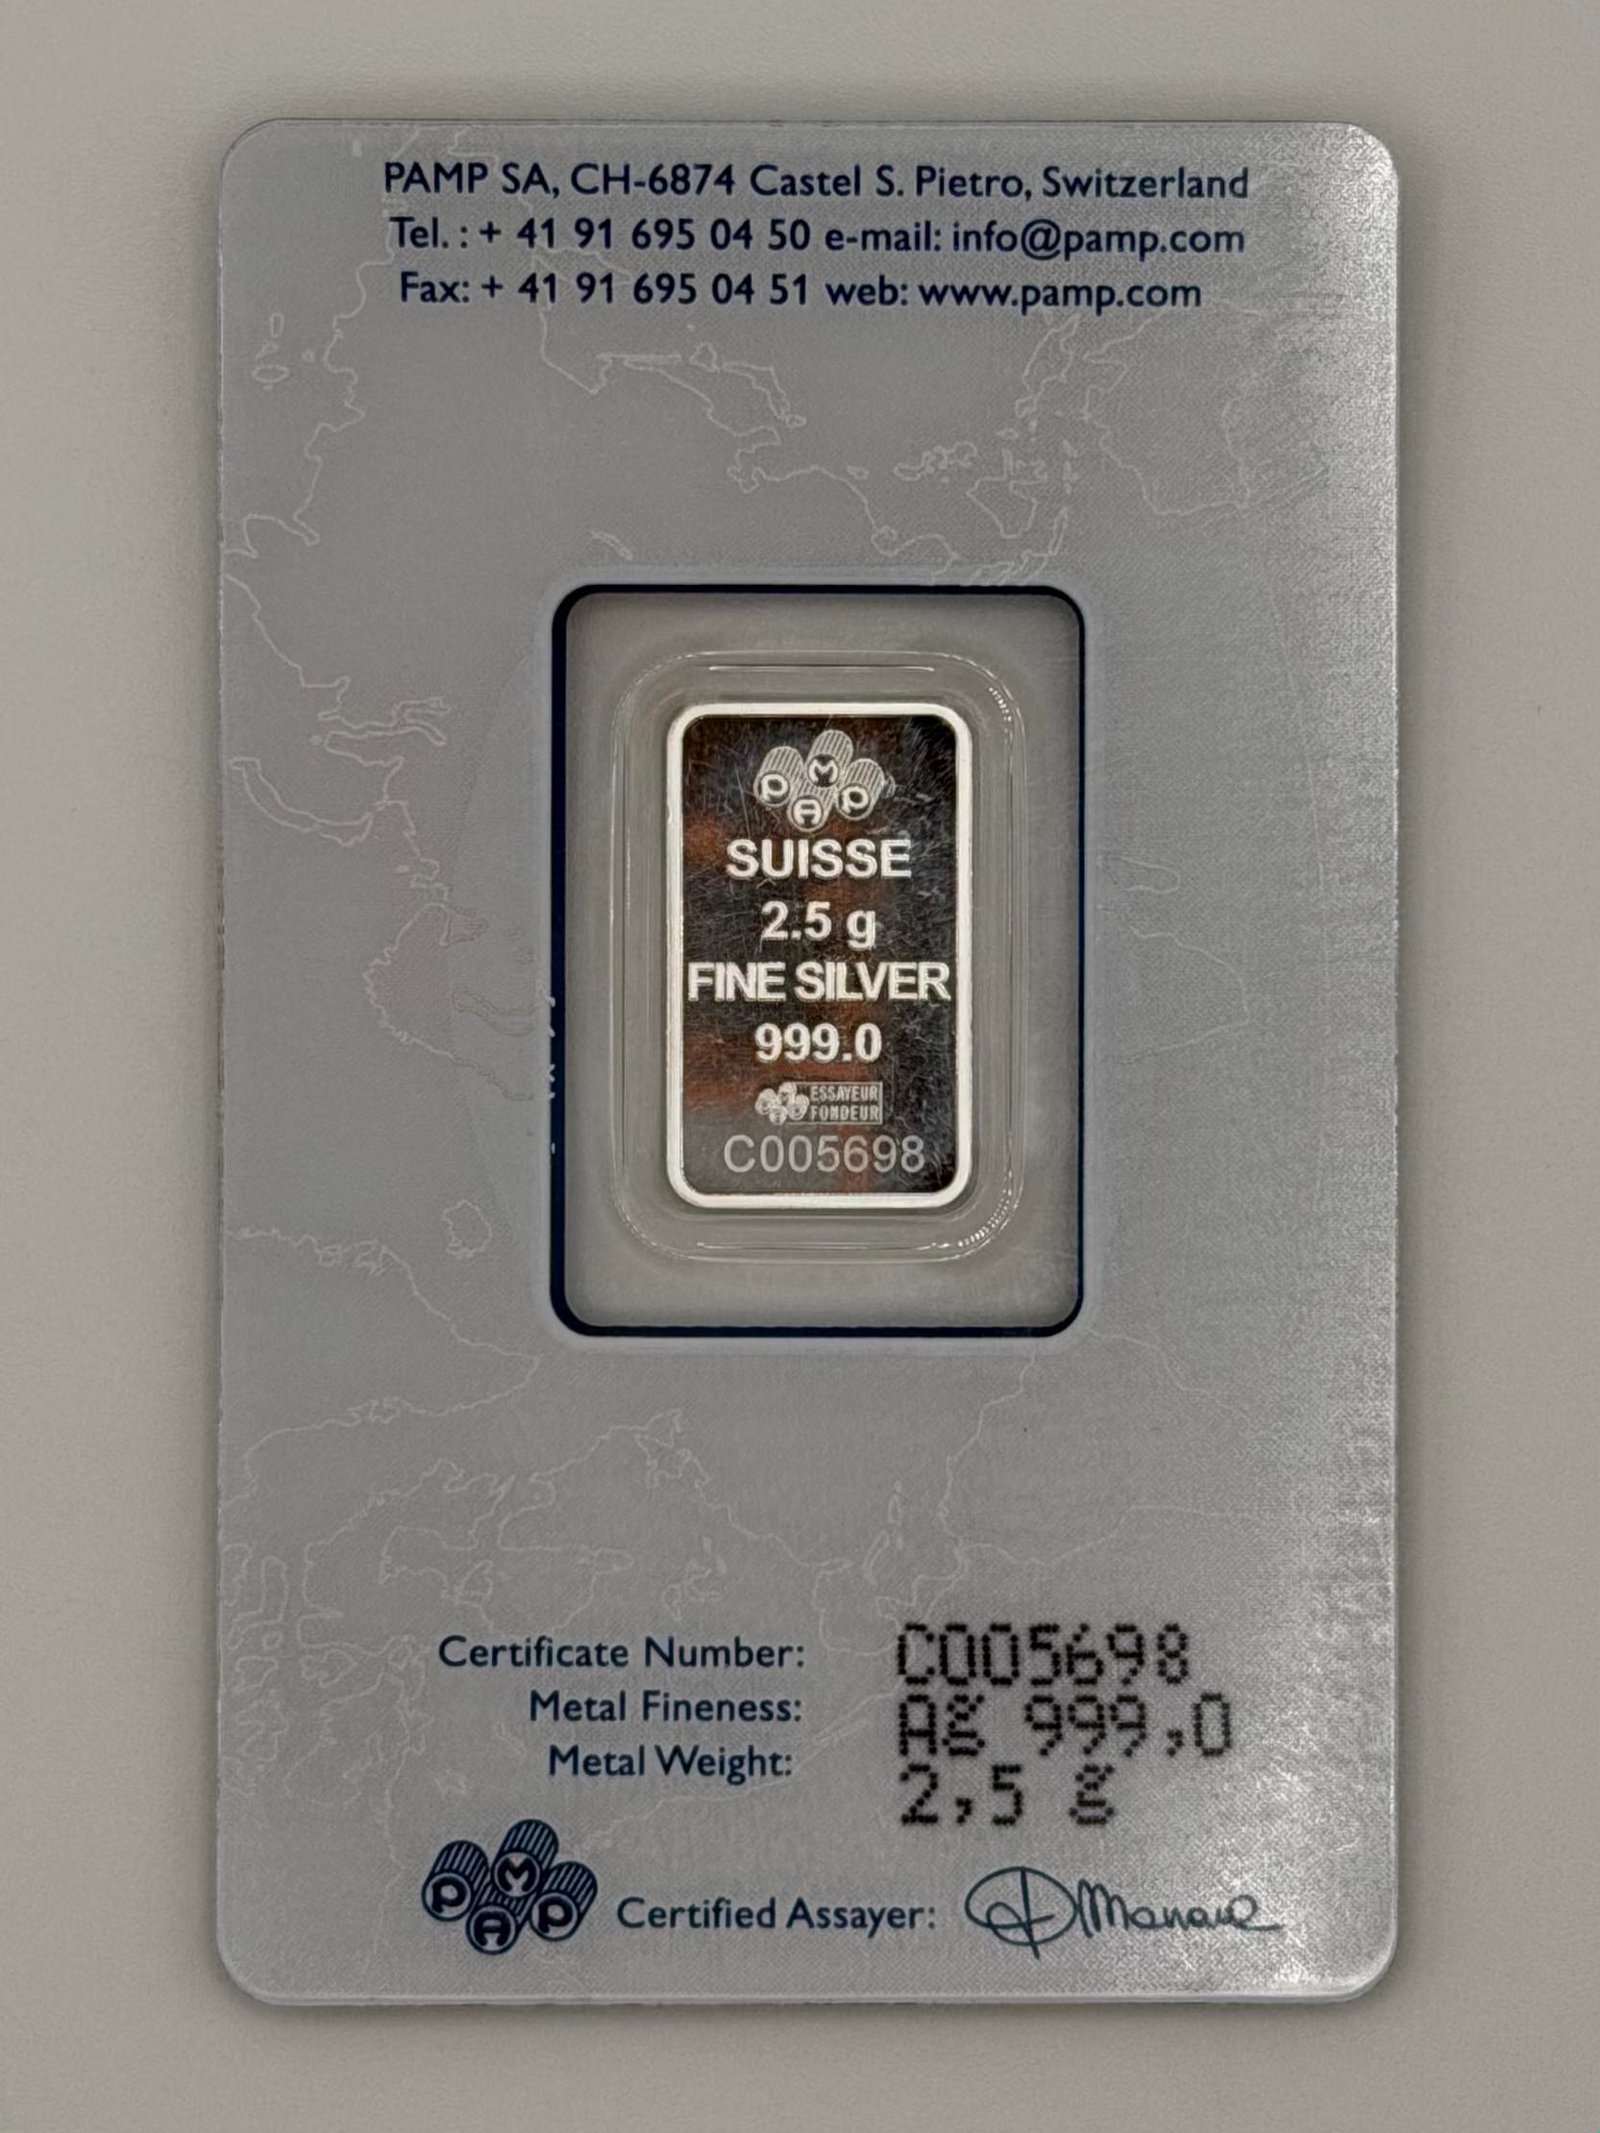 PAMP SA, CH-6874 Castel S. Pietro, Switzerland
Tel. : + 41 91 695 04 50 e-mail: info@pamp.com
Fax: + 41 91 695 04 51 web: www.pamp.com
PAMP
SUISSE
2.5 g
FINE SILVER
999.0
ESSAYEUR
FONDEUR
C005698
Certificate Number: C005698
Metal Fineness: Ag 999,0
Metal Weight: 2,5 g
PAMP
Certified Assayer: